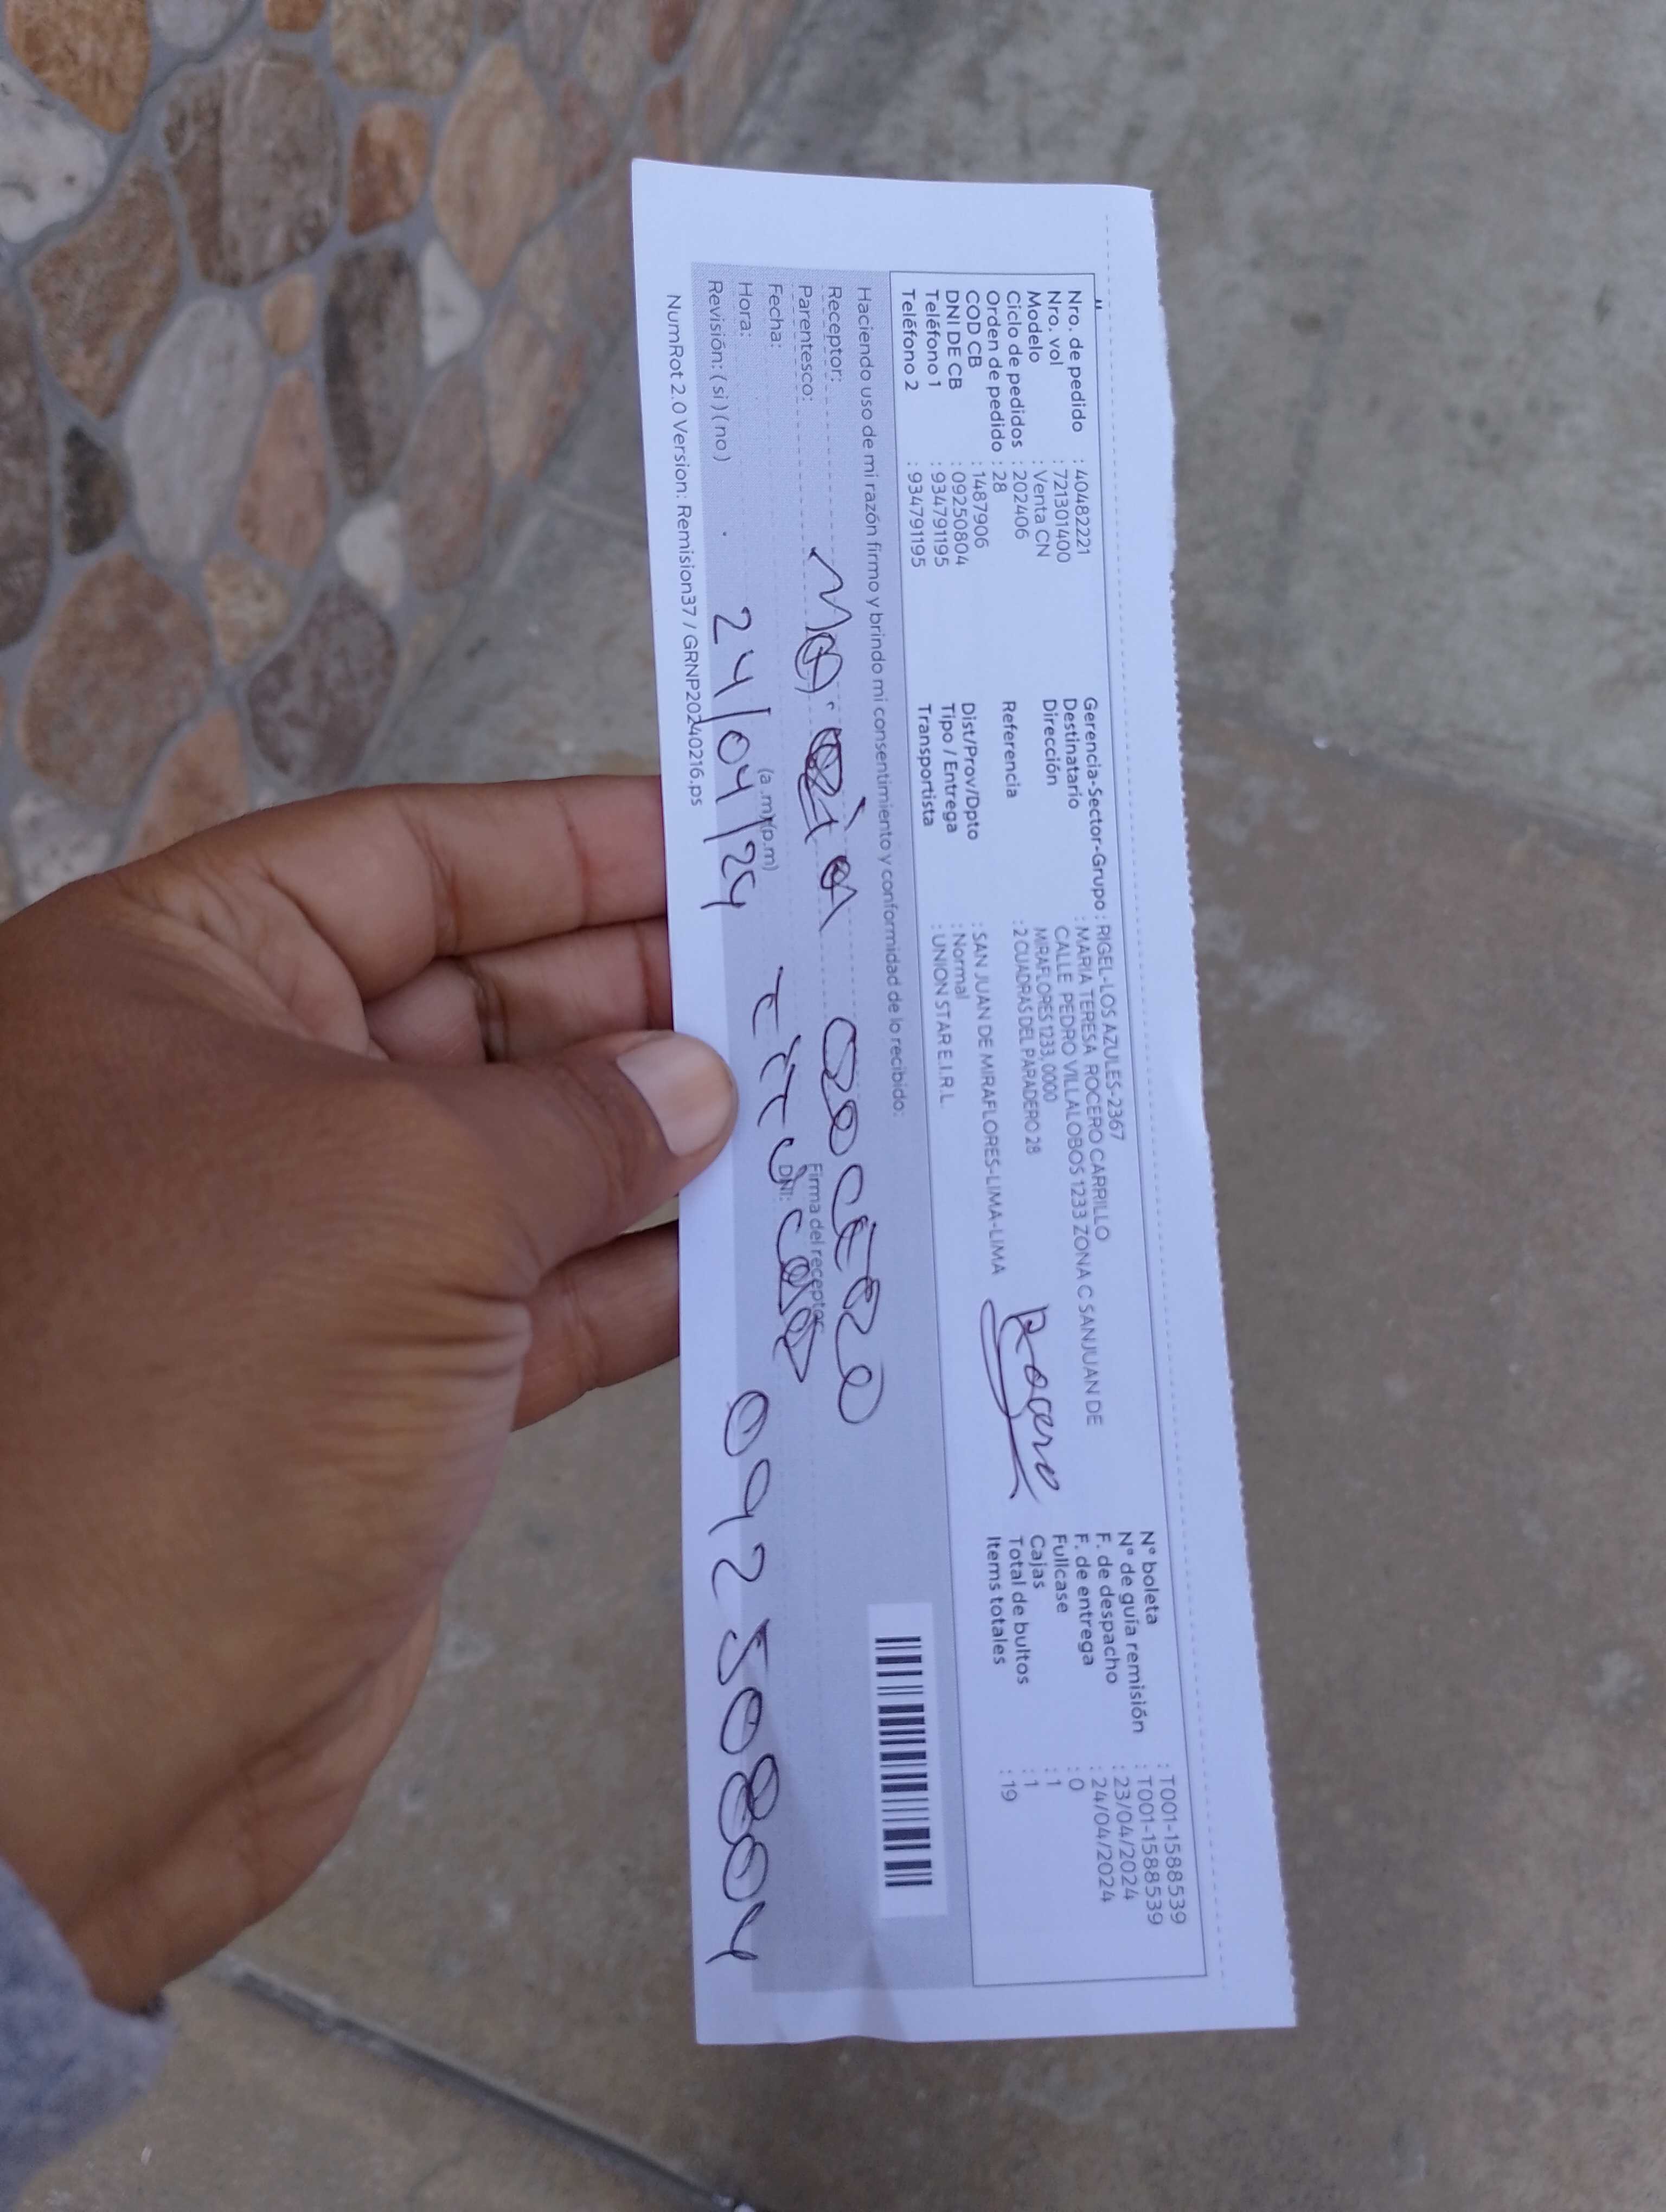 Nro. de pedido : 40482221
Nro. vol : 721301400
Modelo : Venta CN
Ciclo de pedidos : 202406
Orden de pedido : 28
COD CB : 1487906
DNI DE CB : 09250804
Teléfono 1 : 934791195
Teléfono 2 : 934791195
Gerencia-Sector-Grupo : RIGEL-LOS AZULES-2367
Destinatario : MARIA TERESA ROCERO CARRILLO
Dirección CALLE PEDRO VILLALOBOS 1233 ZONA C SANJUAN DE
MIRAFLORES 1233, 0000
Referencia : 2 CUADRAS DEL PARADERO 28
Dist/Prov/Dpto : SAN JUAN DE MIRAFLORES-LIMA-LIMA
Tipo / Entrega : Normal
Transportista : UNION STAR E.I.R.L.
Rocero
N° boleta : T001-1588539
N° de guía remisión : T001-1588539
F. de despacho : 23/04/2024
F. de entrega : 24/04/2024
Fullcase : 0
Cajas : 1
Total de bultos : 1
Items totales : 19
Haciendo uso de mi razón firmo y brindo mi consentimiento y conformidad de lo recibido:
Receptor:
Parentesco:
Fecha:
Hora: (a.m)(p.m)
Revisión: (si) (no)
Firma del receptor
DNI:
24/04/24
09250804
NumRot 2.0 Version: Remision37 / GRNP20240216.ps